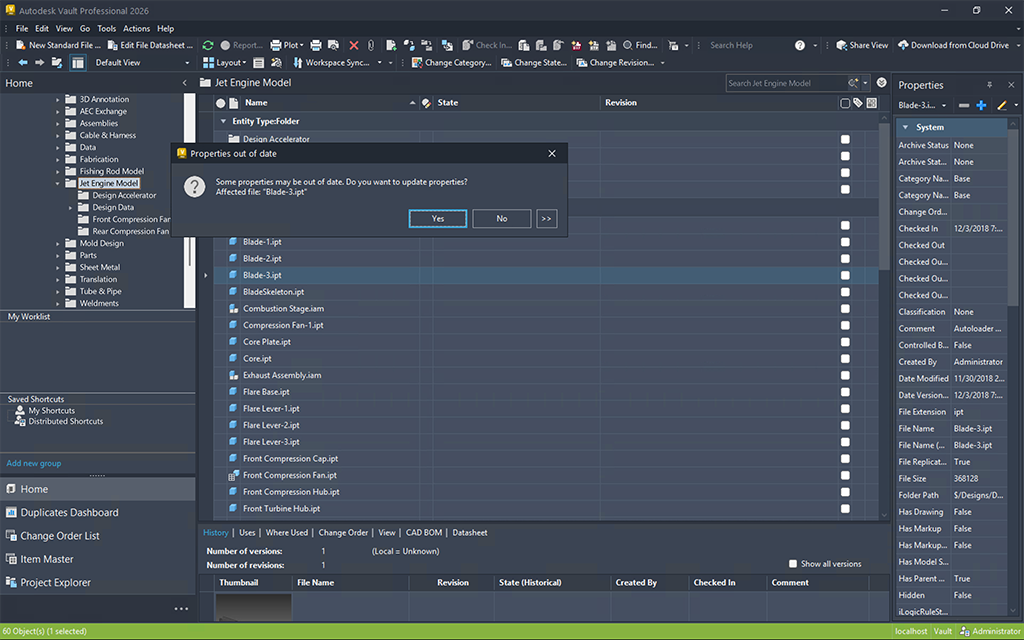 Autodesk Vault Professional 2026
File Edit View Go Tools Actions Help
New Standard File ... Edit File Datasheet ... Report... Plot Check In... Find... Search Help Share View Download from Cloud Drive
Default View Layout Workspace Sync... Change Category... Change State... Change Revision...
Home
3D Annotation
AEC Exchange
Assemblies
Cable & Harness
Data
Fabrication
Fishing Rod Model
Jet Engine Model
Design Accelerator
Design Data
Front Compression Fan
Rear Compression Fan
Mold Design
Parts
Sheet Metal
Translation
Tube & Pipe
Weldments
My Worklist
Saved Shortcuts
My Shortcuts
Distributed Shortcuts
Add new group
Home
Duplicates Dashboard
Change Order List
Item Master
Project Explorer
Jet Engine Model
Search Jet Engine Model
Name State Revision
Entity Type:Folder
Design Accelerator
Properties out of date
Some properties may be out of date. Do you want to update properties?
Affected file: "Blade-3.ipt"
Yes No >>
Blade-1.ipt
Blade-2.ipt
Blade-3.ipt
BladeSkeleton.ipt
Combustion Stage.iam
Compression Fan-1.ipt
Core Plate.ipt
Core.ipt
Exhaust Assembly.iam
Flare Base.ipt
Flare Lever-1.ipt
Flare Lever-2.ipt
Flare Lever-3.ipt
Front Compression Cap.ipt
Front Compression Fan.ipt
Front Compression Hub.ipt
Front Turbine Hub.ipt
History Uses Where Used Change Order View CAD BOM Datasheet
Number of versions: 1 (Local = Unknown)
Number of revisions: 1
Show all versions
Thumbnail File Name Revision State (Historical) Created By Checked In Comment
Properties
Blade-3.i...
System
Archive Status None
Archive Stat... None
Category Na... Base
Category Na... Base
Change Ord...
Checked In 12/3/2018 7:...
Checked Out
Checked Ou...
Checked Ou...
Checked Ou...
Classification None
Comment Autoloader ...
Controlled B... False
Created By Administrator
Date Modified 11/30/2018 2...
Date Version... 12/3/2018 7:...
File Extension ipt
File Name Blade-3.ipt
File Name (... Blade-3.ipt
File Replicat... True
File Size 368128
Folder Path $/Designs/D...
Has Drawing False
Has Markup False
Has Markup... False
Has Model S...
Has Parent ... True
Hidden False
iLogicRuleSt...
60 Object(s) (1 selected)
localhost Vault Administrator